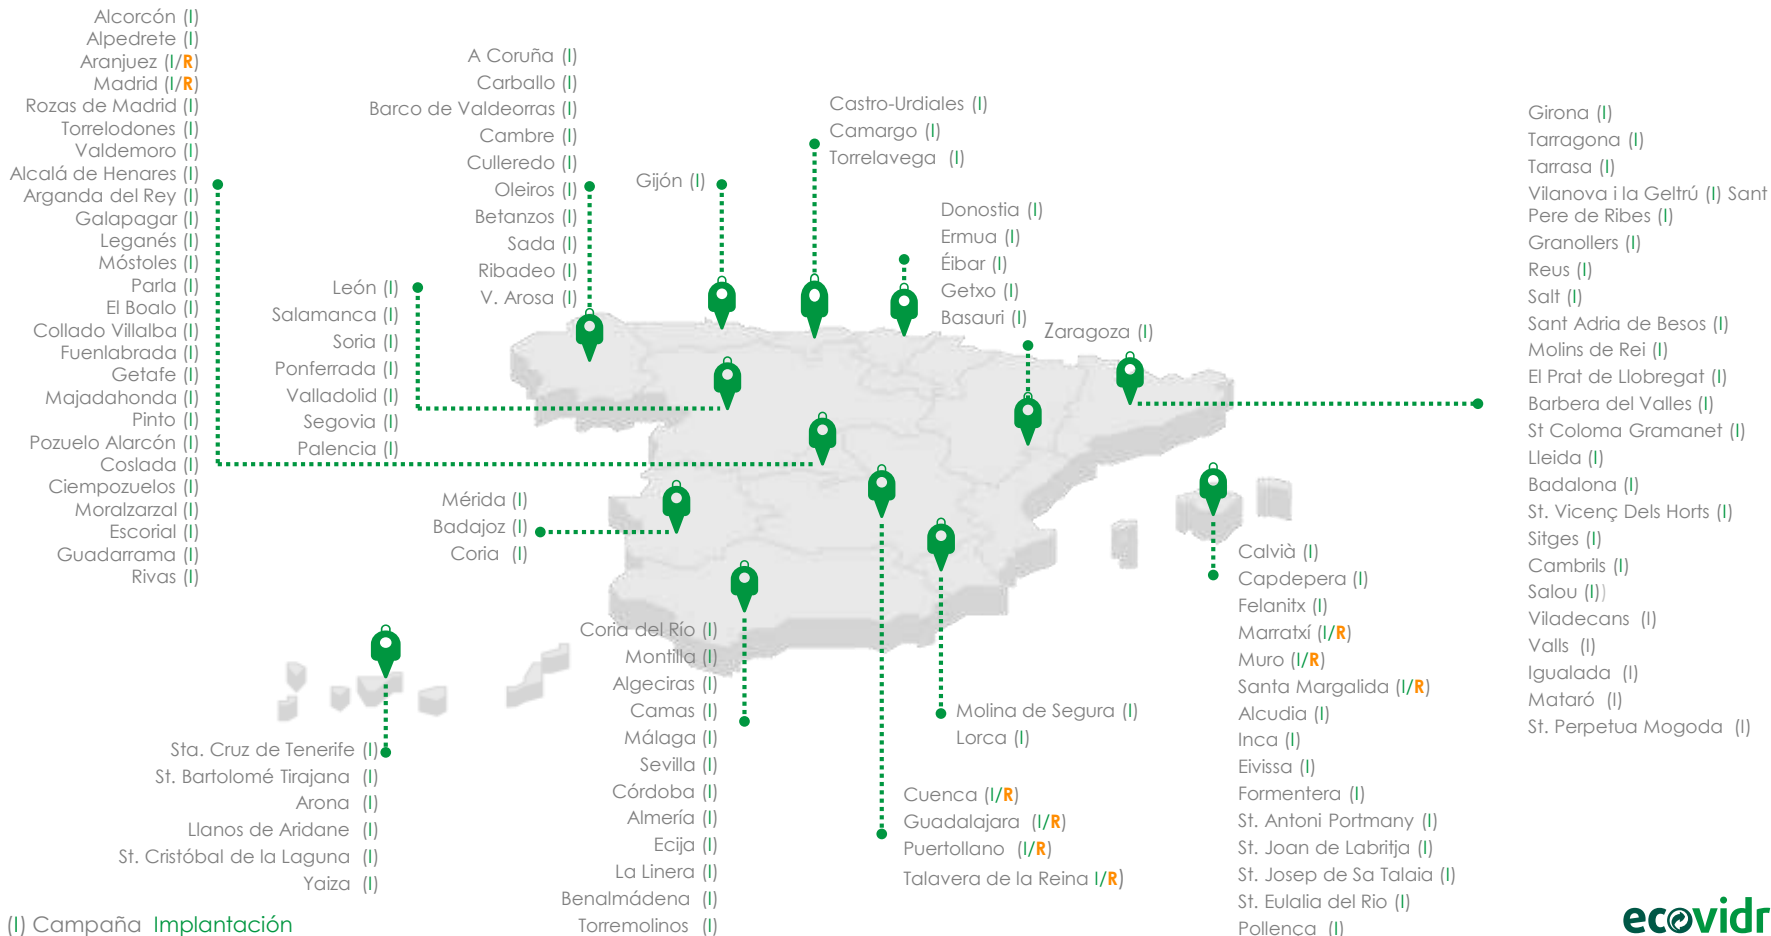 Alcorcón (I)
Alpedrete (I)
Aranjuez (I/R)
Madrid (I/R)
Rozas de Madrid (I)
Torrelodones (I)
Valdemoro (I)
Alcalá de Henares (I)
Arganda del Rey (I)
Galapagar (I)
Leganés (I)
Móstoles (I)
Parla (I)
El Boalo (I)
Collado Villalba (I)
Fuenlabrada (I)
Getafe (I)
Majadahonda (I)
Pinto (I)
Pozuelo Alarcón (I)
Coslada (I)
Ciempozuelos (I)
Moralzarzal (I)
Escorial (I)
Guadarrama (I)
Rivas (I)
León (I)
Salamanca (I)
Soria (I)
Ponferrada (I)
Valladolid (I)
Segovia (I)
Palencia (I)
A Coruña (I)
Carballo (I)
Barco de Valdeorras (I)
Cambre (I)
Culleredo (I)
Oleiros (I)
Betanzos (I)
Sada (I)
Ribadeo (I)
V. Arosa (I)
Gijón (I)
Castro-Urdiales (I)
Camargo (I)
Torrelavega (I)
Donostia (I)
Ermua (I)
Éibar (I)
Getxo (I)
Basauri (I)
Zaragoza (I)
Girona (I)
Tarragona (I)
Tarrasa (I)
Vilanova i la Geltrú (I) Sant
Pere de Ribes (I)
Granollers (I)
Reus (I)
Salt (I)
Sant Adria de Besos (I)
Molins de Rei (I)
El Prat de Llobregat (I)
Barbera del Valles (I)
St Coloma Gramanet (I)
Lleida (I)
Badalona (I)
St. Vicenç Dels Horts (I)
Sitges (I)
Cambrils (I)
Salou (I))
Viladecans (I)
Valls (I)
Igualada (I)
Mataró (I)
St. Perpetua Mogoda (I)
Mérida (I)
Badajoz (I)
Coria (I)
Sta. Cruz de Tenerife (I)
St. Bartolomé Tirajana (I)
Arona (I)
Llanos de Aridane (I)
St. Cristóbal de la Laguna (I)
Yaiza (I)
Coria del Río (I)
Montilla (I)
Algeciras (I)
Camas (I)
Málaga (I)
Sevilla (I)
Córdoba (I)
Almería (I)
Ecija (I)
La Linera (I)
Benalmádena (I)
Torremolinos (I)
Molina de Segura (I)
Lorca (I)
Cuenca (I/R)
Guadalajara (I/R)
Puertollano (I/R)
Talavera de la Reina I/R)
Calvià (I)
Capdepera (I)
Felanitx (I)
Marratxí (I/R)
Muro (I/R)
Santa Margalida (I/R)
Alcudia (I)
Inca (I)
Eivissa (I)
Formentera (I)
St. Antoni Portmany (I)
St. Joan de Labritja (I)
St. Josep de Sa Talaia (I)
St. Eulalia del Rio (I)
Pollenca (I)
(I) Campaña Implantación
ecovidr